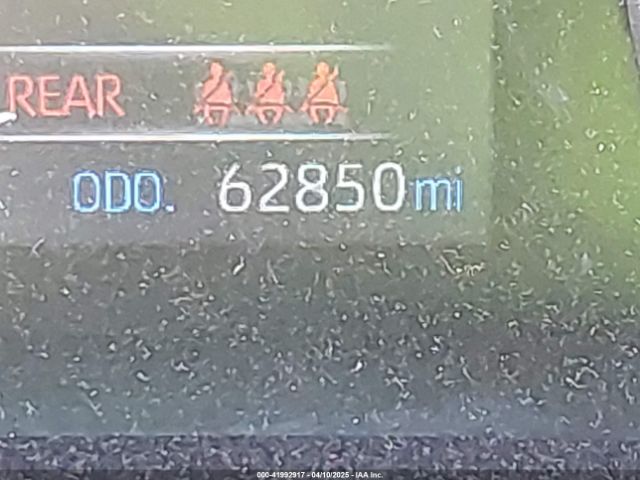 REAR
ODO. 62850mi
000-41992917 - 04/10/2025 - IAA Inc.